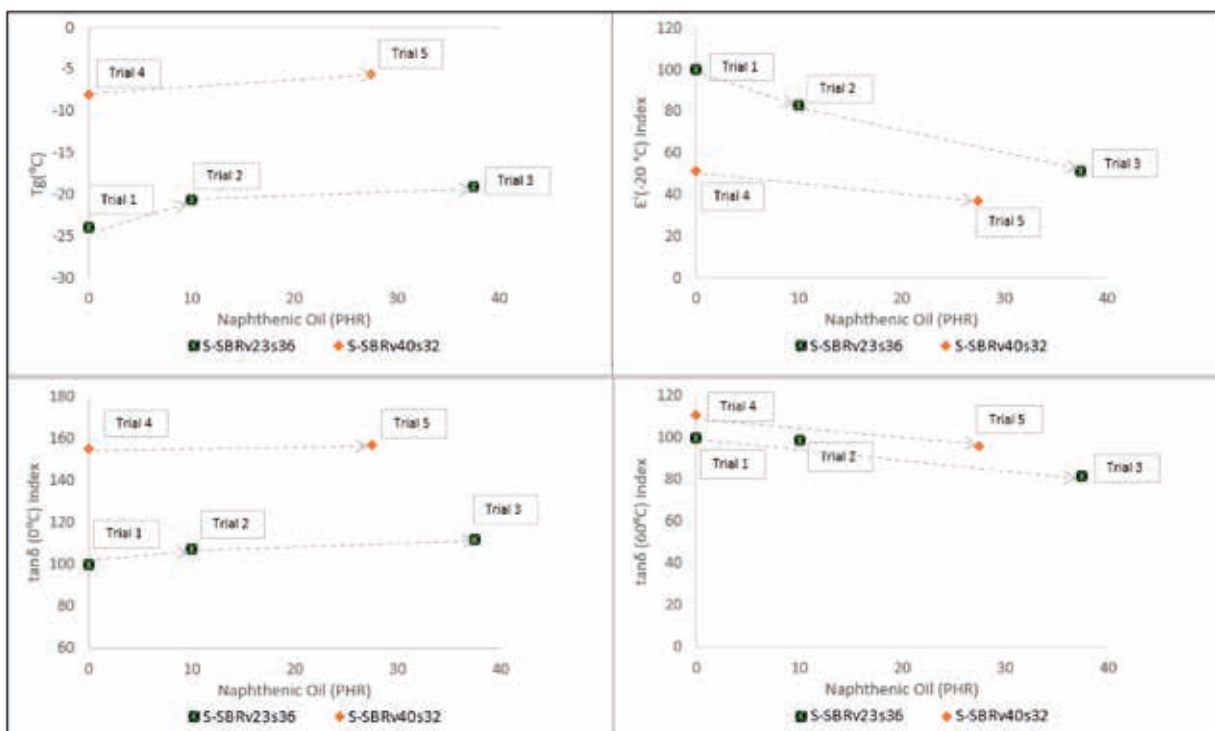 0
-5
-10
-15
-20
-25
-30
Tg(°C)
Trial 4
Trial 5
Trial 1
Trial 2
Trial 3
0 10 20 30 40
Naphthenic Oil (PHR)
S-SBRv23s36 S-SBRv40s32
120
100
80
60
40
20
0
E'(-20 °C) Index
Trial 1
Trial 2
Trial 3
Trial 4
Trial 5
0 10 20 30 40
Naphthenic Oil (PHR)
S-SBRv23s36 S-SBRv40s32
180
160
140
120
100
80
60
tanδ (0°C) Index
Trial 4
Trial 5
Trial 1
Trial 2
Trial 3
0 10 20 30 40
Naphthenic Oil (PHR)
S-SBRv23s36 S-SBRv40s32
120
100
80
60
40
20
0
tanδ (60°C) Index
Trial 4
Trial 5
Trial 1
Trial 2
Trial 3
0 10 20 30 40
Naphthenic Oil (PHR)
S-SBRv23s36 S-SBRv40s32